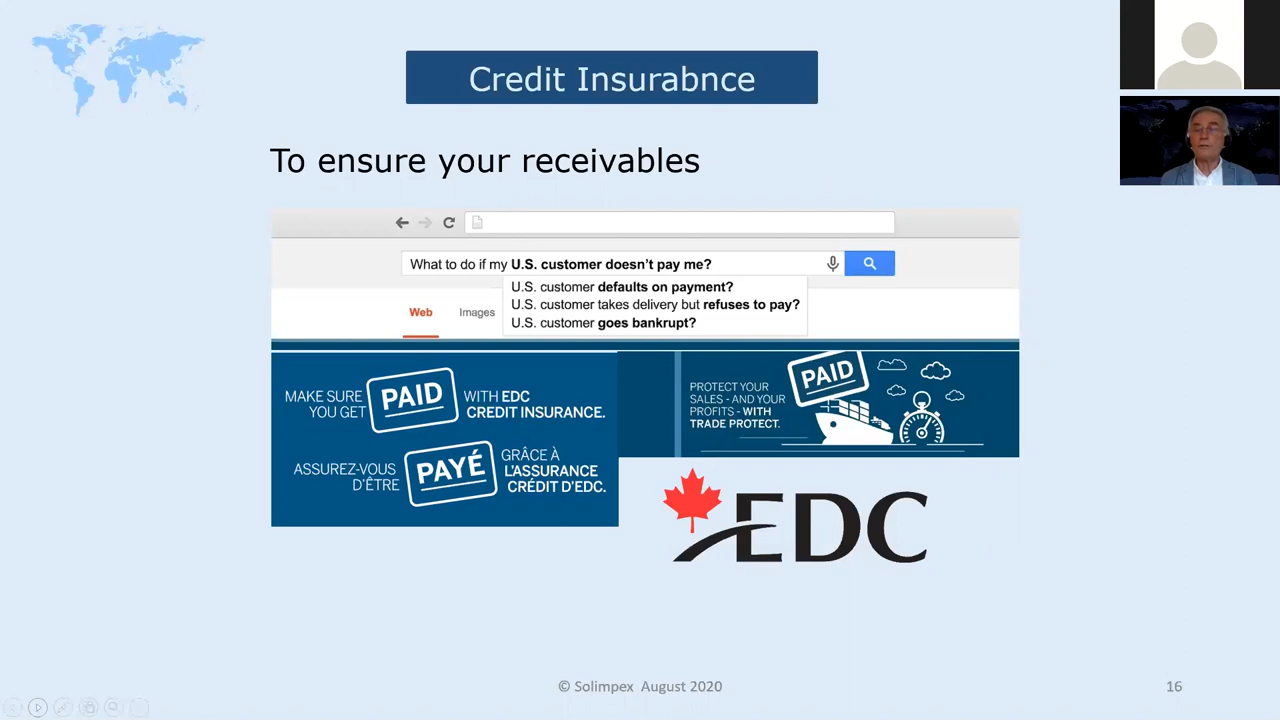 Credit Insurabnce
To ensure your receivables
What to do if my U.S. customer doesn't pay me?
U.S. customer defaults on payment?
U.S. customer takes delivery but refuses to pay?
U.S. customer goes bankrupt?
Web
Images
MAKE SURE
YOU GET
PAID
WITH EDC
CREDIT INSURANCE.
ASSUREZ-VOUS
D'ÊTRE
PAYÉ
GRÂCE À
L'ASSURANCE
CRÉDIT D'EDC.
PROTECT YOUR
SALES - AND YOUR
PROFITS - WITH
TRADE PROTECT.
PAID
EDC
© Solimpex August 2020
16